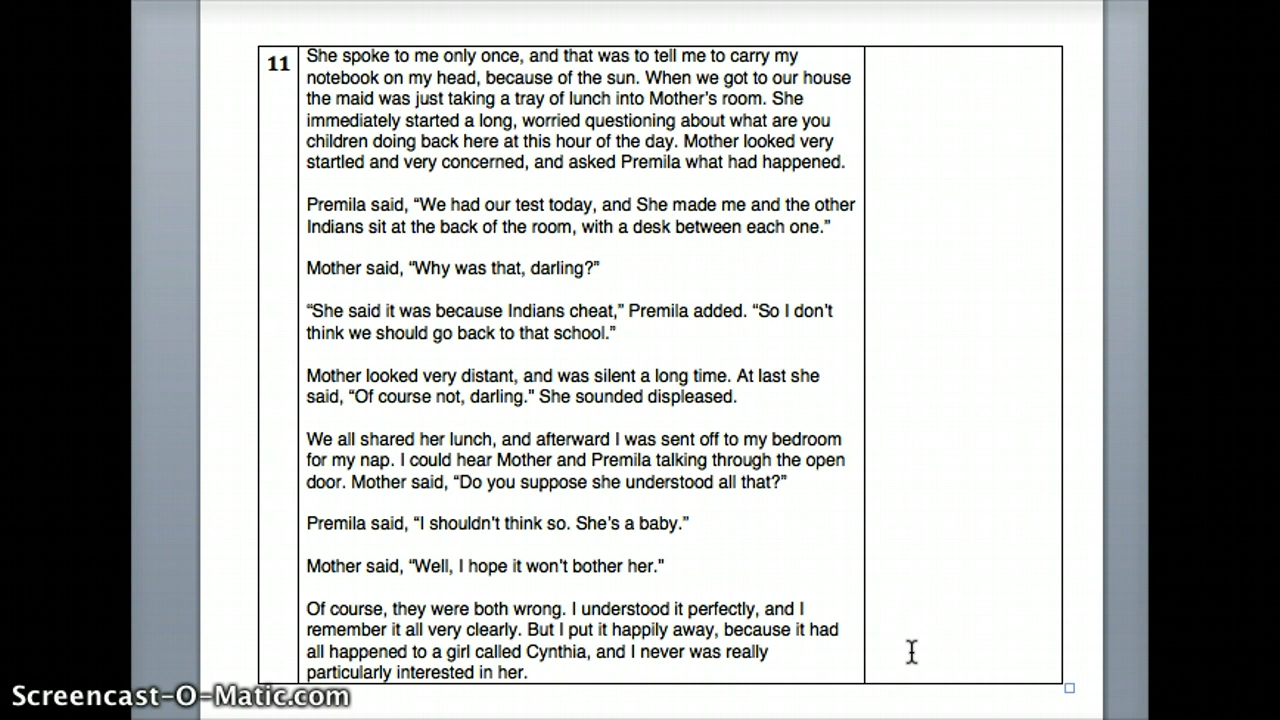 11
She spoke to me only once, and that was to tell me to carry my
notebook on my head, because of the sun. When we got to our house
the maid was just taking a tray of lunch into Mother's room. She
immediately started a long, worried questioning about what are you
children doing back here at this hour of the day. Mother looked very
startled and very concerned, and asked Premila what had happened.
Premila said, “We had our test today, and She made me and the other
Indians sit at the back of the room, with a desk between each one.”
Mother said, “Why was that, darling?”
“She said it was because Indians cheat,” Premila added. “So I don't
think we should go back to that school.”
Mother looked very distant, and was silent a long time. At last she
said, “Of course not, darling.” She sounded displeased.
We all shared her lunch, and afterward I was sent off to my bedroom
for my nap. I could hear Mother and Premila talking through the open
door. Mother said, “Do you suppose she understood all that?”
Premila said, “I shouldn't think so. She's a baby.”
Mother said, “Well, I hope it won't bother her.”
Of course, they were both wrong. I understood it perfectly, and I
remember it all very clearly. But I put it happily away, because it had
all happened to a girl called Cynthia, and I never was really
particularly interested in her.
Screencast-O-Matic.com